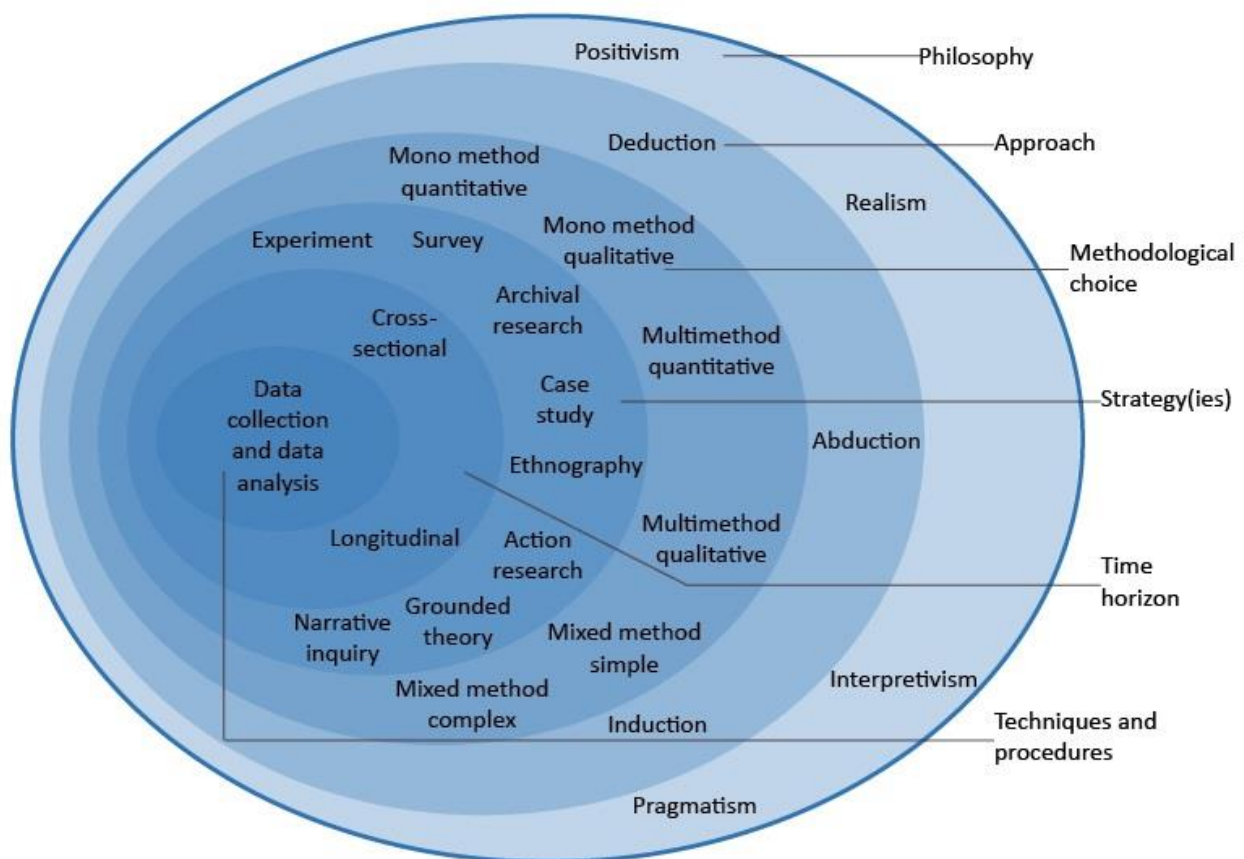 Positivism
Philosophy
Deduction
Approach
Mono method
quantitative
Realism
Experiment
Survey
Mono method
qualitative
Methodological
choice
Archival
research
Cross-
sectional
Multimethod
quantitative
Data
collection
and data
analysis
Case
study
Strategy(ies)
Abduction
Ethnography
Longitudinal
Action
research
Multimethod
qualitative
Time
horizon
Narrative
inquiry
Grounded
theory
Mixed method
simple
Interpretivism
Mixed method
complex
Induction
Techniques and
procedures
Pragmatism